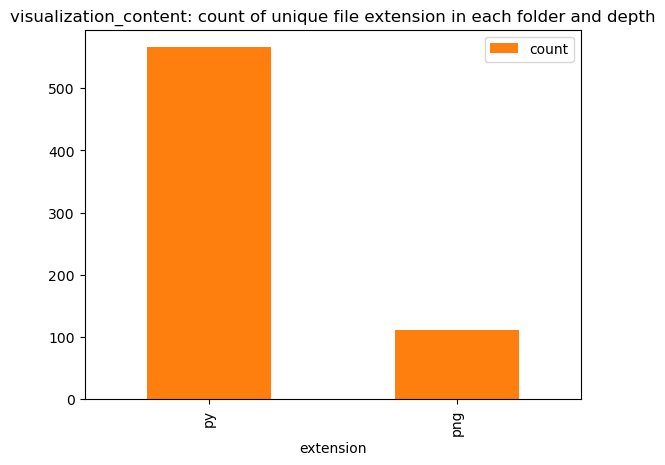 visualization_content: count of unique file extension in each folder and depth
count
500
400
300
200
100
0
py
png
extension